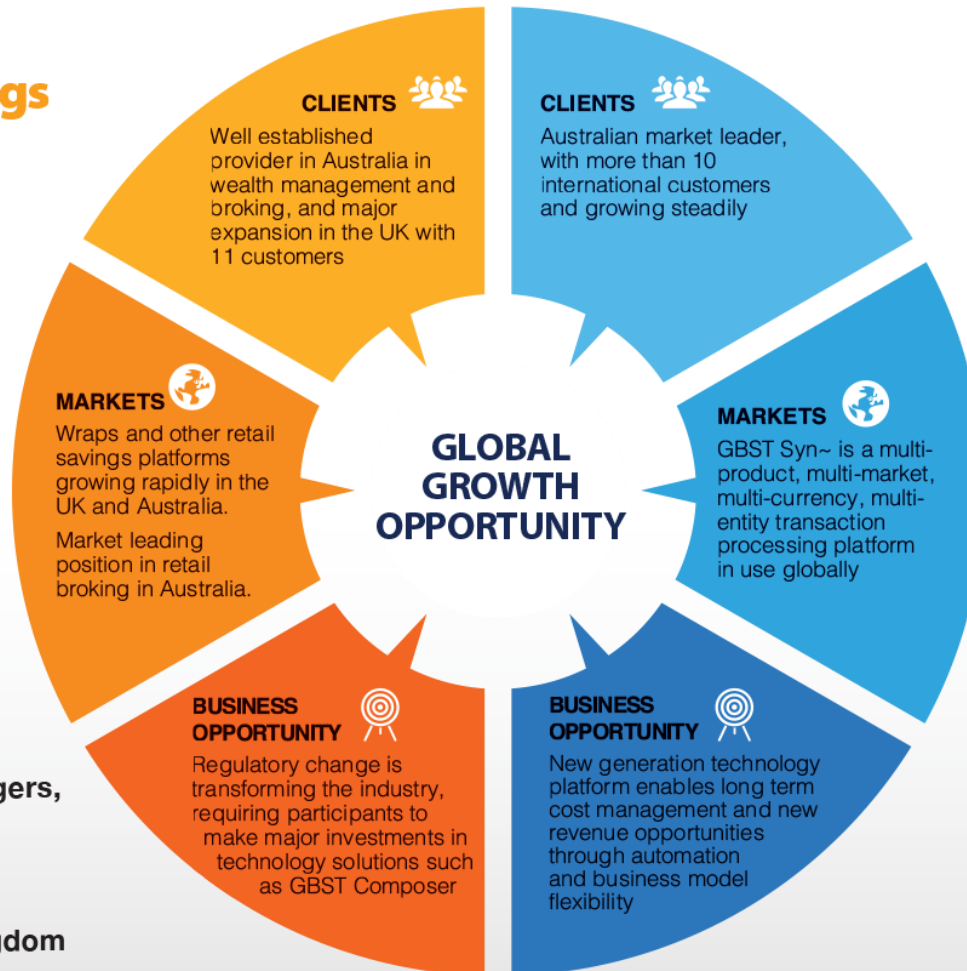 gs
CLIENTS
Well established
provider in Australia in
wealth management and
broking, and major
expansion in the UK with
11 customers
CLIENTS
Australian market leader,
with more than 10
international customers
and growing steadily
MARKETS
Wraps and other retail
savings platforms
growing rapidly in the
UK and Australia.
Market leading
position in retail
broking in Australia.
GLOBAL
GROWTH
OPPORTUNITY
MARKETS
GBST Syn~ is a multi-
product, multi-market,
multi-currency, multi-
entity transaction
processing platform
in use globally
BUSINESS
OPPORTUNITY
Regulatory change is
transforming the industry,
requiring participants to
make major investments in
technology solutions such
as GBST Composer
BUSINESS
OPPORTUNITY
New generation technology
platform enables long term
cost management and new
revenue opportunities
through automation
and business model
flexibility
gers,
gdom